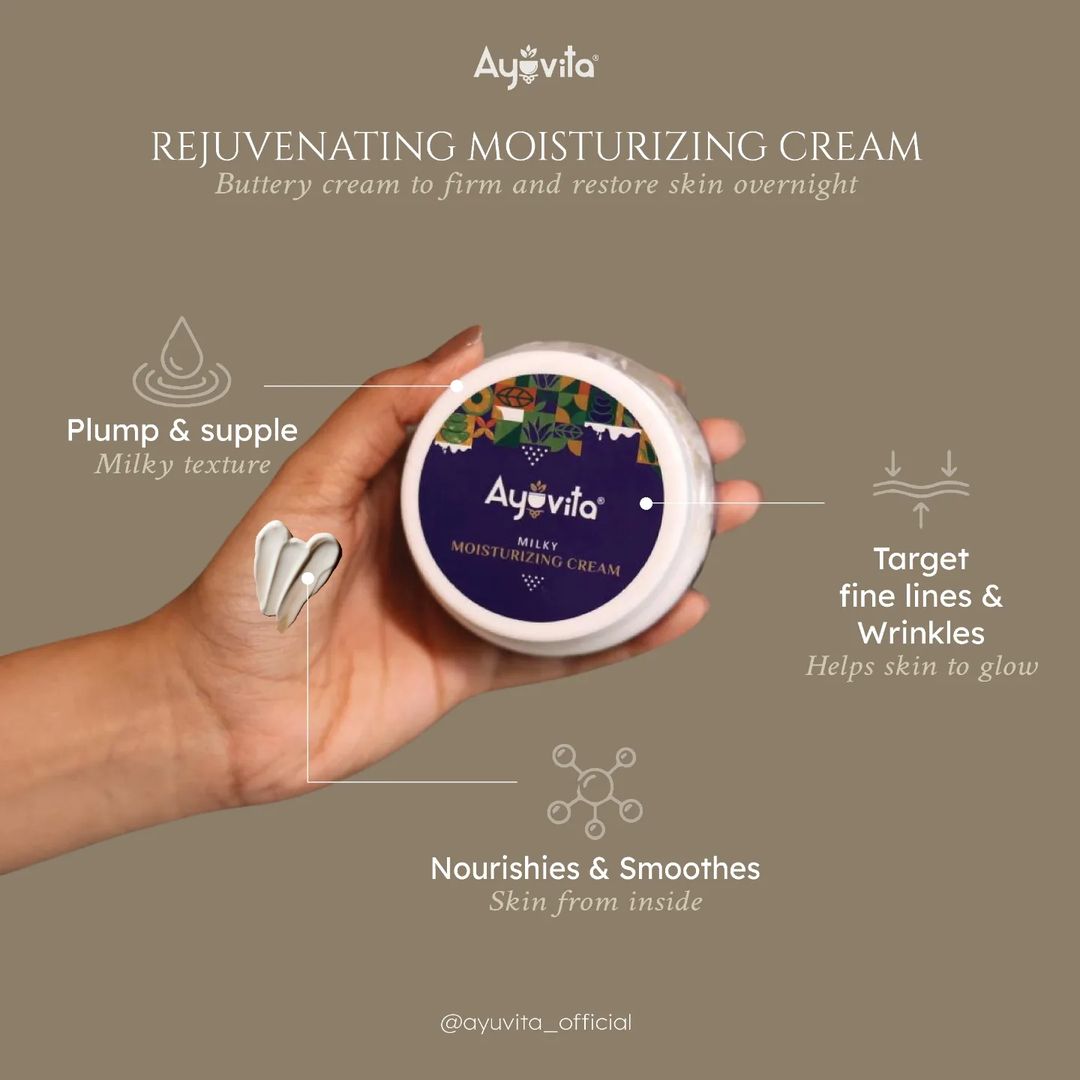 Ayuvita®
REJUVENATING MOISTURIZING CREAM
Buttery cream to firm and restore skin overnight
Plump & supple
Milky texture
Ayuvita®
MILKY
MOISTURIZING CREAM
Target
fine lines &
Wrinkles
Helps skin to glow
Nourishies & Smoothes
Skin from inside
@ayuvita_official